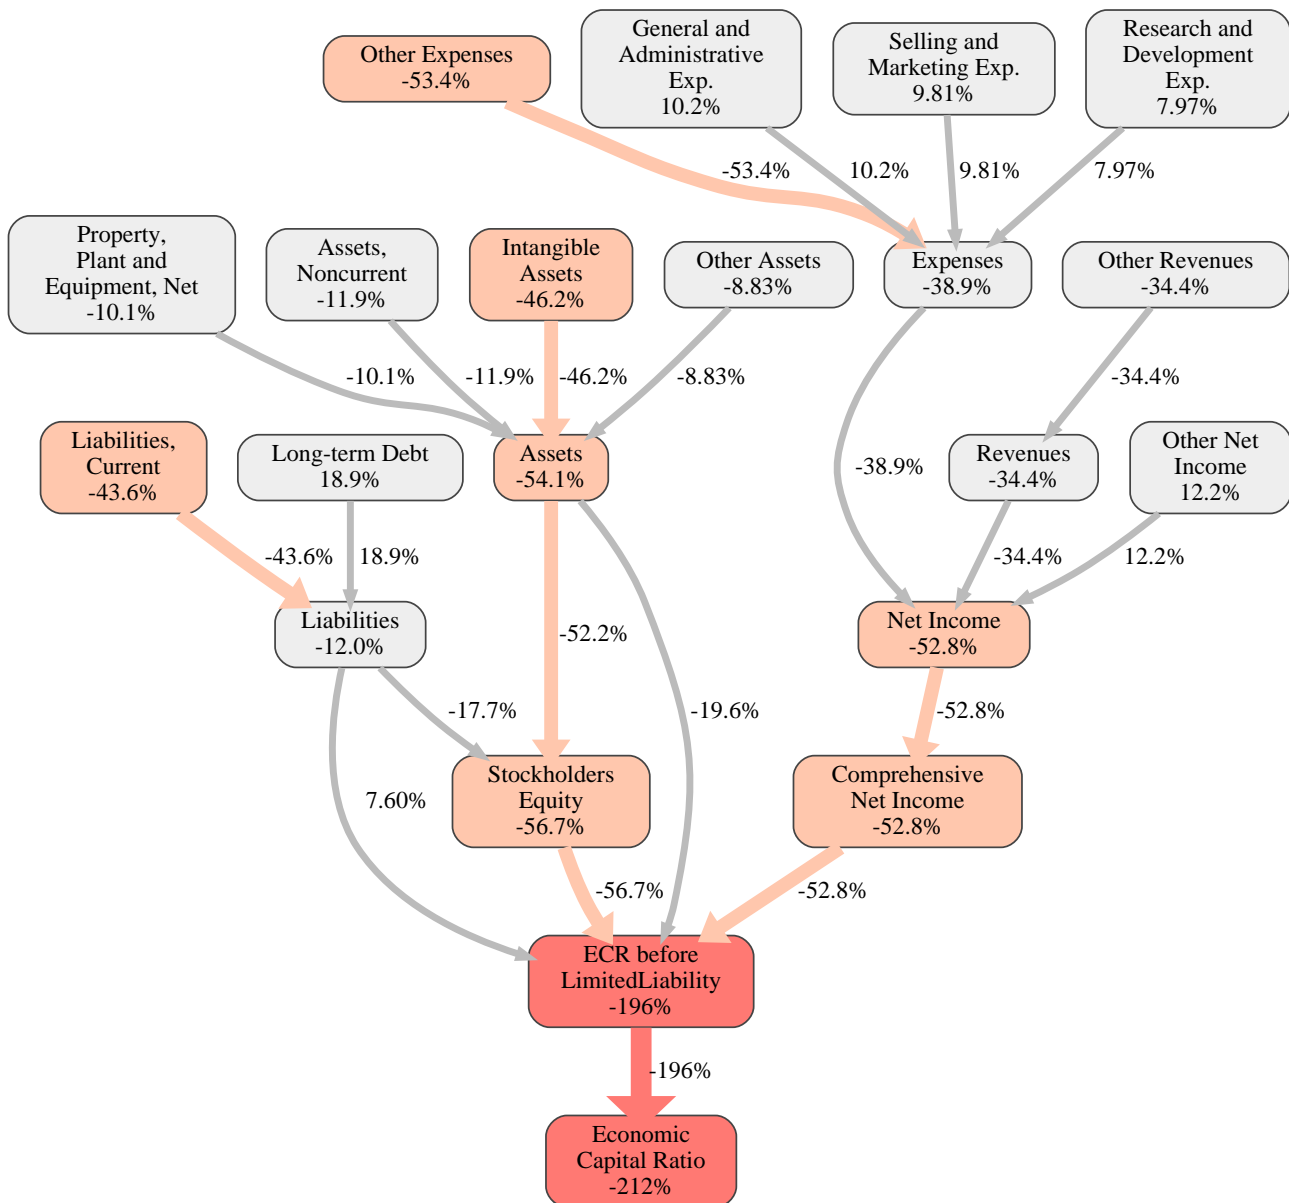 Other Expenses
-53.4%
General and
Administrative
Exp.
10.2%
Selling and
Marketing Exp.
9.81%
Research and
Development
Exp.
7.97%
-53.4%
10.2%
9.81%
7.97%
Property,
Plant and
Equipment, Net
-10.1%
Assets,
Noncurrent
-11.9%
Intangible
Assets
-46.2%
Other Assets
-8.83%
Expenses
-38.9%
Other Revenues
-34.4%
-10.1%
-11.9%
-46.2%
-8.83%
-34.4%
Liabilities,
Current
-43.6%
Long-term Debt
18.9%
Assets
-54.1%
-38.9%
Revenues
-34.4%
Other Net
Income
12.2%
-43.6%
18.9%
-34.4%
12.2%
Liabilities
-12.0%
-52.2%
Net Income
-52.8%
-17.7%
-19.6%
-52.8%
7.60%
Stockholders
Equity
-56.7%
Comprehensive
Net Income
-52.8%
-56.7%
-52.8%
ECR before
LimitedLiability
-196%
-196%
Economic
Capital Ratio
-212%